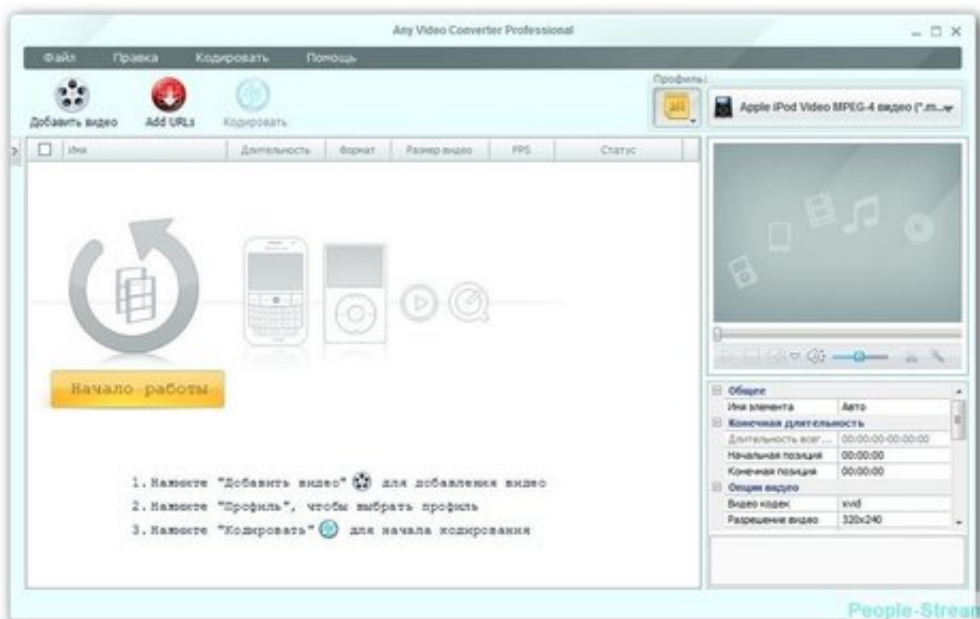 Any Video Converter Professional
Файл Правка Кодировать Помощь
Профиль:
Добавить видео Add URLs Кодировать
all
Apple iPod Video MPEG-4 видео (*.m...
Имя Длительность Формат Размер видео FPS Статус
Начало работы
1. Нажмите "Добавить видео" для добавления видео
2. Нажмите "Профиль", чтобы выбрать профиль
3. Нажмите "Кодировать" для начала кодирования
Общее
Имя элемента Авто
Конечная длительность
Длительность всег... 00:00:00-00:00:00
Начальная позиция 00:00:00
Конечная позиция 00:00:00
Опции видео
Видео кодек xvid
Разрешение видео 320x240
People-Stream